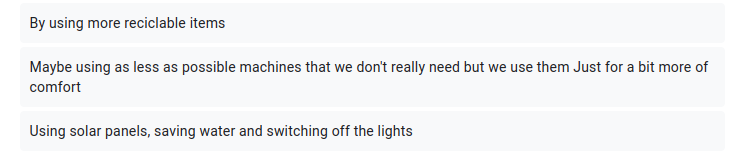 By using more reciclable items
Maybe using as less as possible machines that we don't really need but we use them Just for a bit more of
comfort
Using solar panels, saving water and switching off the lights